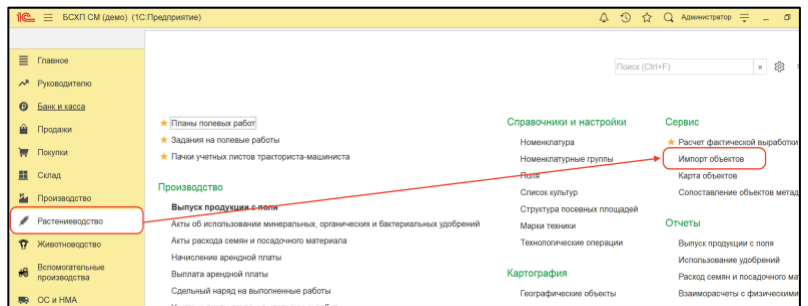 1С БСХП СМ (демо) (1С:Предприятие) Администратор
Главное
Руководителю
Банк и касса
Продажи
Покупки
Склад
Производство
Растениеводство
Животноводство
Вспомогательные
производства
ОС и НМА
Поиск (Ctrl+F)
Планы полевых работ
Задания на полевые работы
Пачки учетных листов тракториста-машиниста
Производство
Выпуск продукции с поля
Акты об использовании минеральных, органических и бактериальных удобрений
Акты расхода семян и посадочного материала
Начисление арендной платы
Выплата арендной платы
Сдельный наряд на выполненные работы
Справочники и настройки
Номенклатура
Номенклатурные группы
Поля
Список культур
Структура посевных площадей
Марки техники
Технологические операции
Картография
Географические объекты
Сервис
Расчет фактической выработки
Импорт объектов
Карта объектов
Сопоставление объектов метад
Отчеты
Выпуск продукции с поля
Использование удобрений
Расход семян и посадочного ма
Взаиморасчеты с физическими